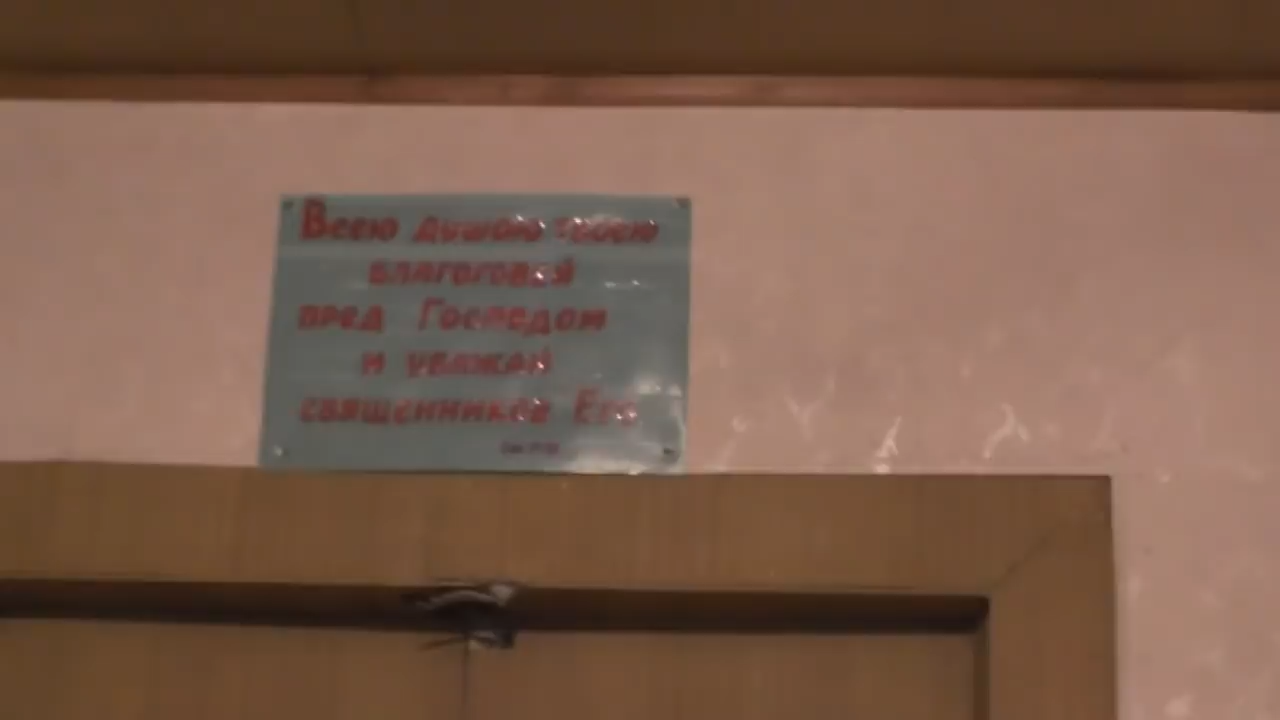 Всею душою твоею
благоговей
пред Господом
и уважай
священников Его